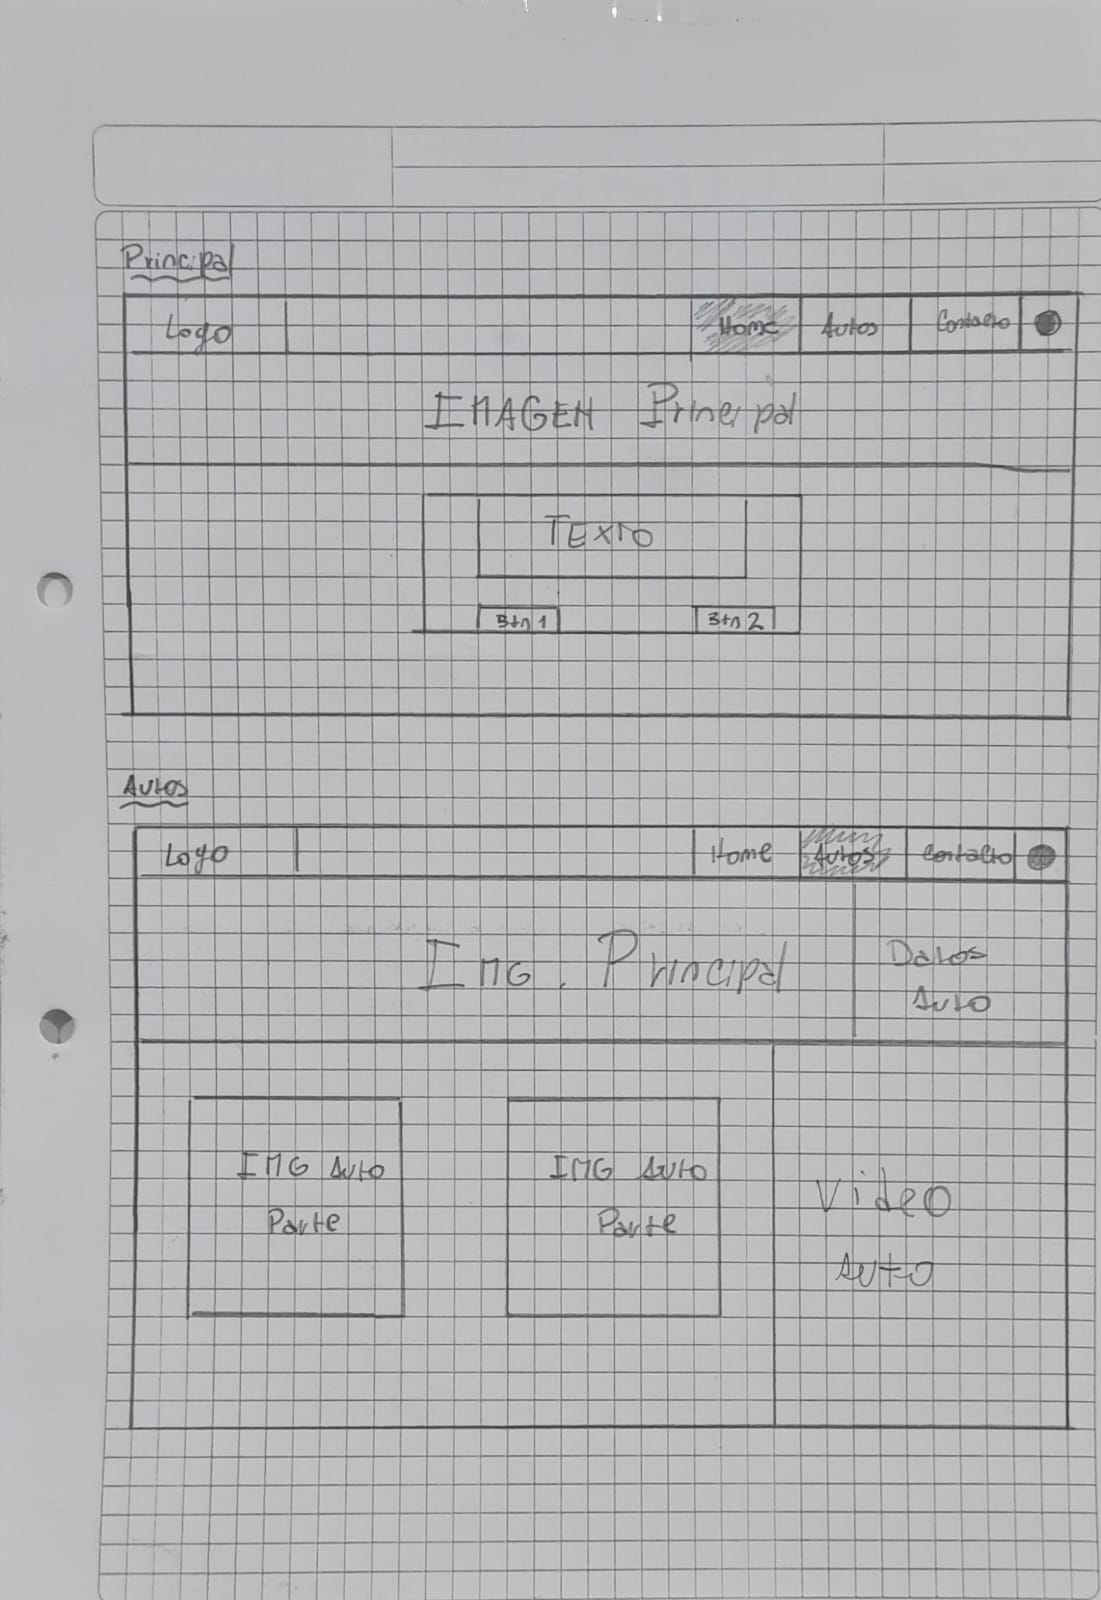 Principal
Logo Home Autos Contacto
IMAGEN Principal
TEXTO
Btn 1 Btn 2
Autos
Logo Home Autos Contacto
IMG. Principal
Datos
Auto
IMG Auto IMG Auto
Parte Parte
Video
Auto